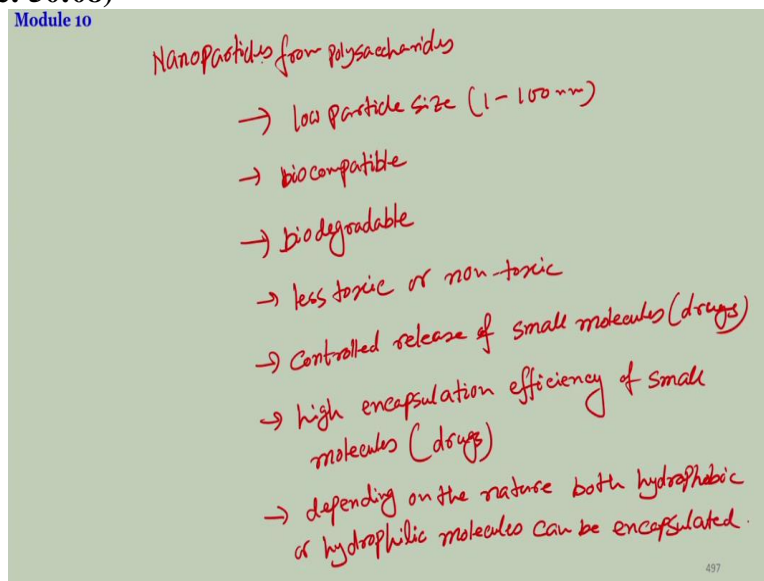 Module 10
Nanoparticles from polysaccharides
→ low particle size (1-100nm)
→ biocompatible
→ biodegradable
→ less toxic or non-toxic
→ Controlled release of small molecules (drugs)
→ high encapsulation efficiency of small
molecules (drugs)
→ depending on the nature both hydrophobic
or hydrophilic molecules can be encapsulated.
497